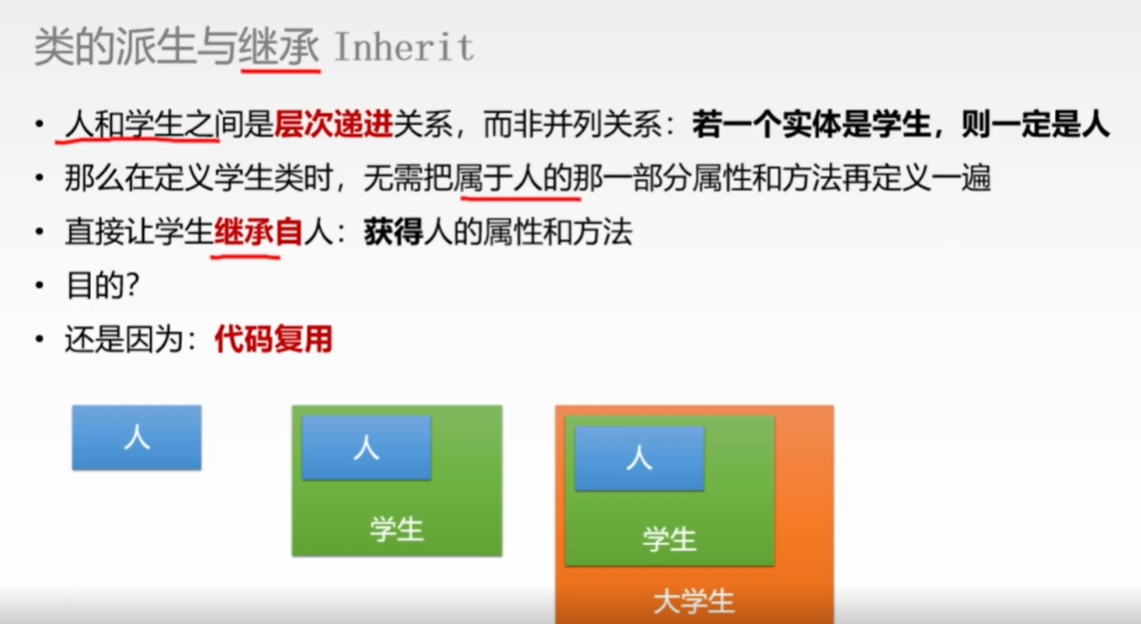 类的派生与继承 Inherit
• 人和学生之间是层次递进关系，而非并列关系：若一个实体是学生，则一定是人
• 那么在定义学生类时，无需把属于人的那一部分属性和方法再定义一遍
• 直接让学生继承自人：获得人的属性和方法
• 目的？
• 还是因为：代码复用
人
人
学生
人
学生
大学生